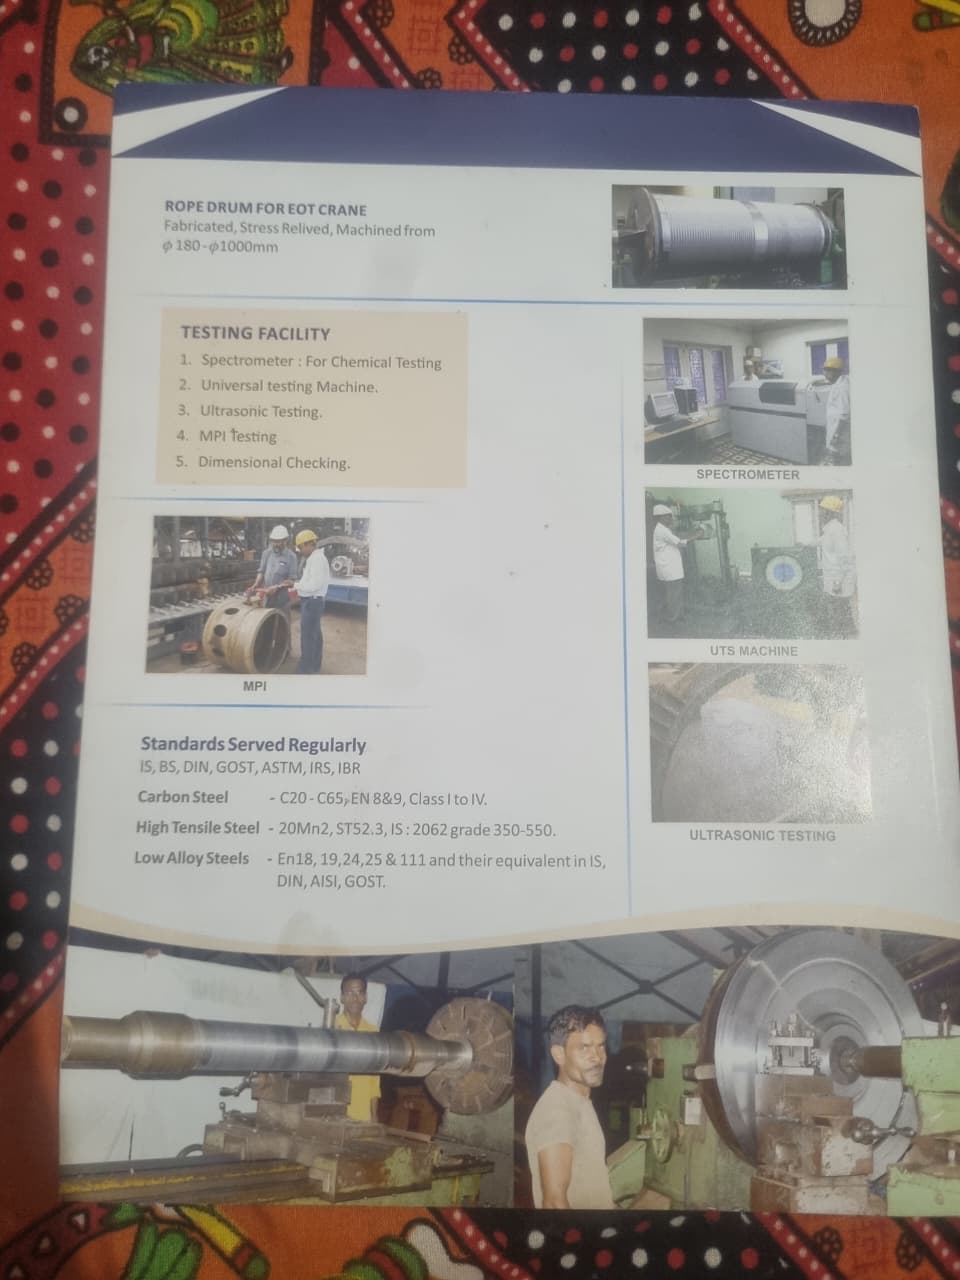 ROPE DRUM FOR EOT CRANE
Fabricated, Stress Relived, Machined from
φ 180 - φ1000mm
TESTING FACILITY
1. Spectrometer : For Chemical Testing
2. Universal testing Machine.
3. Ultrasonic Testing.
4. MPI Testing
5. Dimensional Checking.
SPECTROMETER
UTS MACHINE
MPI
ULTRASONIC TESTING
Standards Served Regularly
IS, BS, DIN, GOST, ASTM, IRS, IBR
Carbon Steel - C20 - C65, EN 8&9, Class I to IV.
High Tensile Steel - 20Mn2, ST52.3, IS : 2062 grade 350-550.
Low Alloy Steels - En18, 19,24,25 & 111 and their equivalent in IS,
DIN, AISI, GOST.